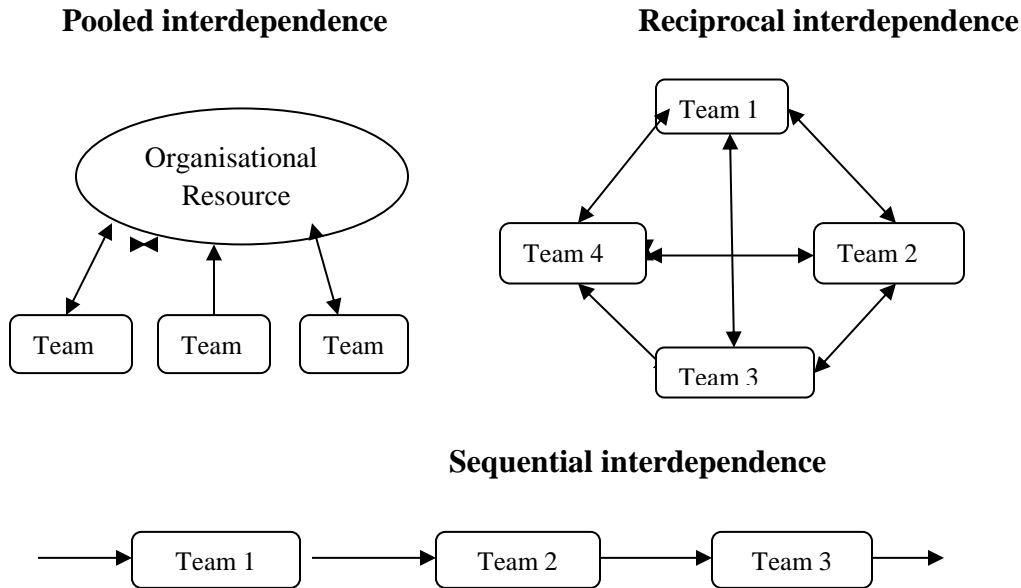 Pooled interdependence
Organisational
Resource
Team
Team
Team
Reciprocal interdependence
Team 1
Team 4
Team 2
Team 3
Sequential interdependence
Team 1
Team 2
Team 3